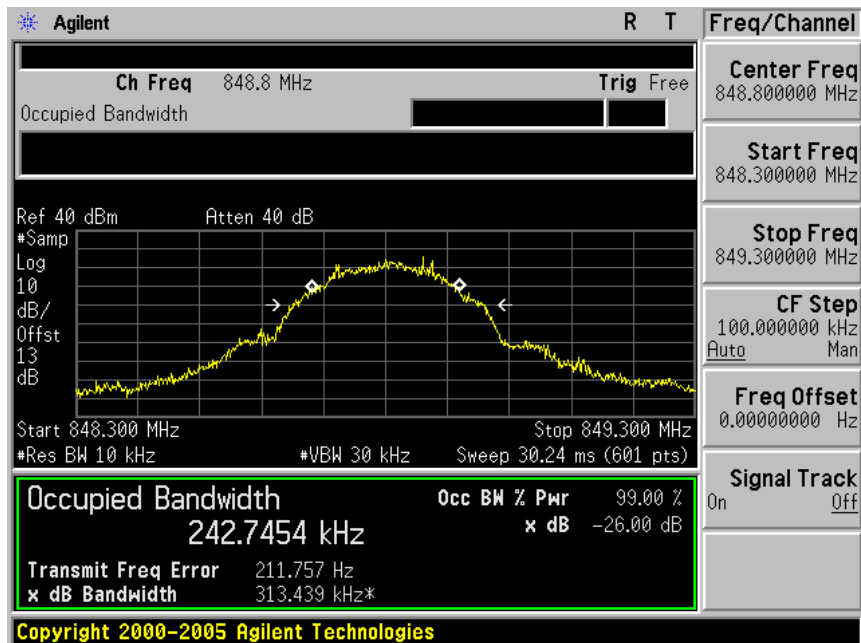 Agilent R T
Ch Freq 848.8 MHz Trig Free
Occupied Bandwidth
Ref 40 dBm Atten 40 dB
#Samp
Log
10
dB/
Offst
13
dB
Start 848.300 MHz Stop 849.300 MHz
#Res BW 10 kHz #VBW 30 kHz Sweep 30.24 ms (601 pts)
Occupied Bandwidth
242.7454 kHz
Occ BW % Pwr 99.00 %
x dB -26.00 dB
Transmit Freq Error 211.757 Hz
x dB Bandwidth 313.439 kHz*
Copyright 2000-2005 Agilent Technologies
Freq/Channel
Center Freq
848.800000 MHz
Start Freq
848.300000 MHz
Stop Freq
849.300000 MHz
CF Step
100.000000 kHz
Auto Man
Freq Offset
0.00000000 Hz
Signal Track
On Off